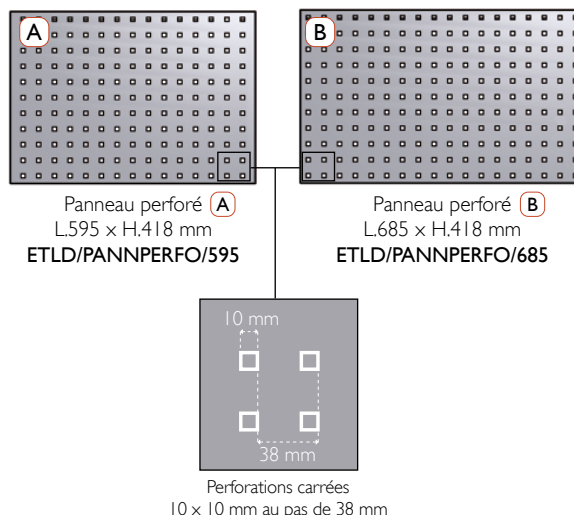 A
B
Panneau perforé A
L.595 x H.418 mm
ETLD/PANNPERFO/595
Panneau perforé B
L.685 x H.418 mm
ETLD/PANNPERFO/685
10 mm
38 mm
Perforations carrées
10 x 10 mm au pas de 38 mm